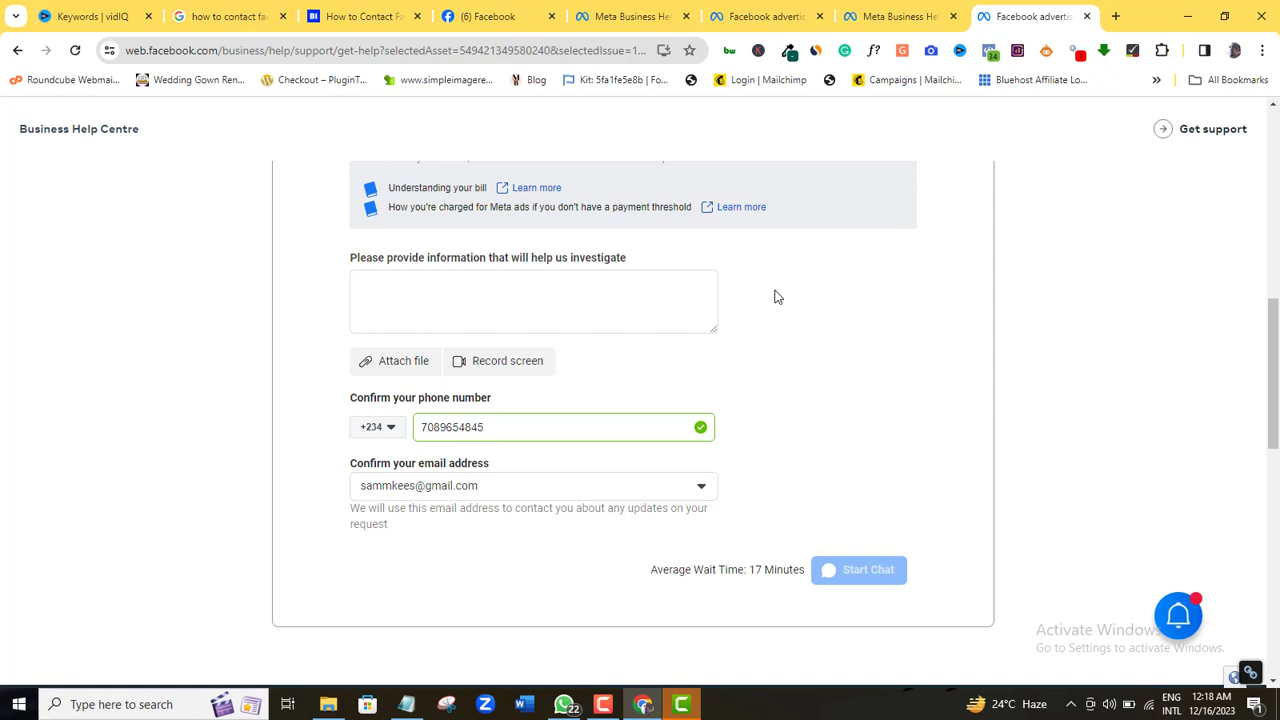 Keywords | vidIQ
how to contact fac
How to Contact Fa
(6) Facebook
Meta Business He
Facebook advertis
Meta Business He
Facebook advertis
web.facebook.com/business/help/support/get-help?selectedAsset=549421349580240&selectedIssue=1...
Roundcube Webmai...
Wedding Gown Ren...
Checkout – PluginT...
www.simpleimagere...
Blog
Kit: 5fa1fe5e8b | Fo...
Login | Mailchimp
Campaigns | Mailchi...
Bluehost Affiliate Lo...
All Bookmarks
Business Help Centre
Get support
Understanding your bill Learn more
How you're charged for Meta ads if you don't have a payment threshold Learn more
Please provide information that will help us investigate
Attach file
Record screen
Confirm your phone number
+234
7089654845
Confirm your email address
sammkees@gmail.com
We will use this email address to contact you about any updates on your
request
Average Wait Time: 17 Minutes
Start Chat
Activate Windows
Go to Settings to activate Windows.
Type here to search
22
24°C Haze
ENG
INTL
12:18 AM
12/16/2023